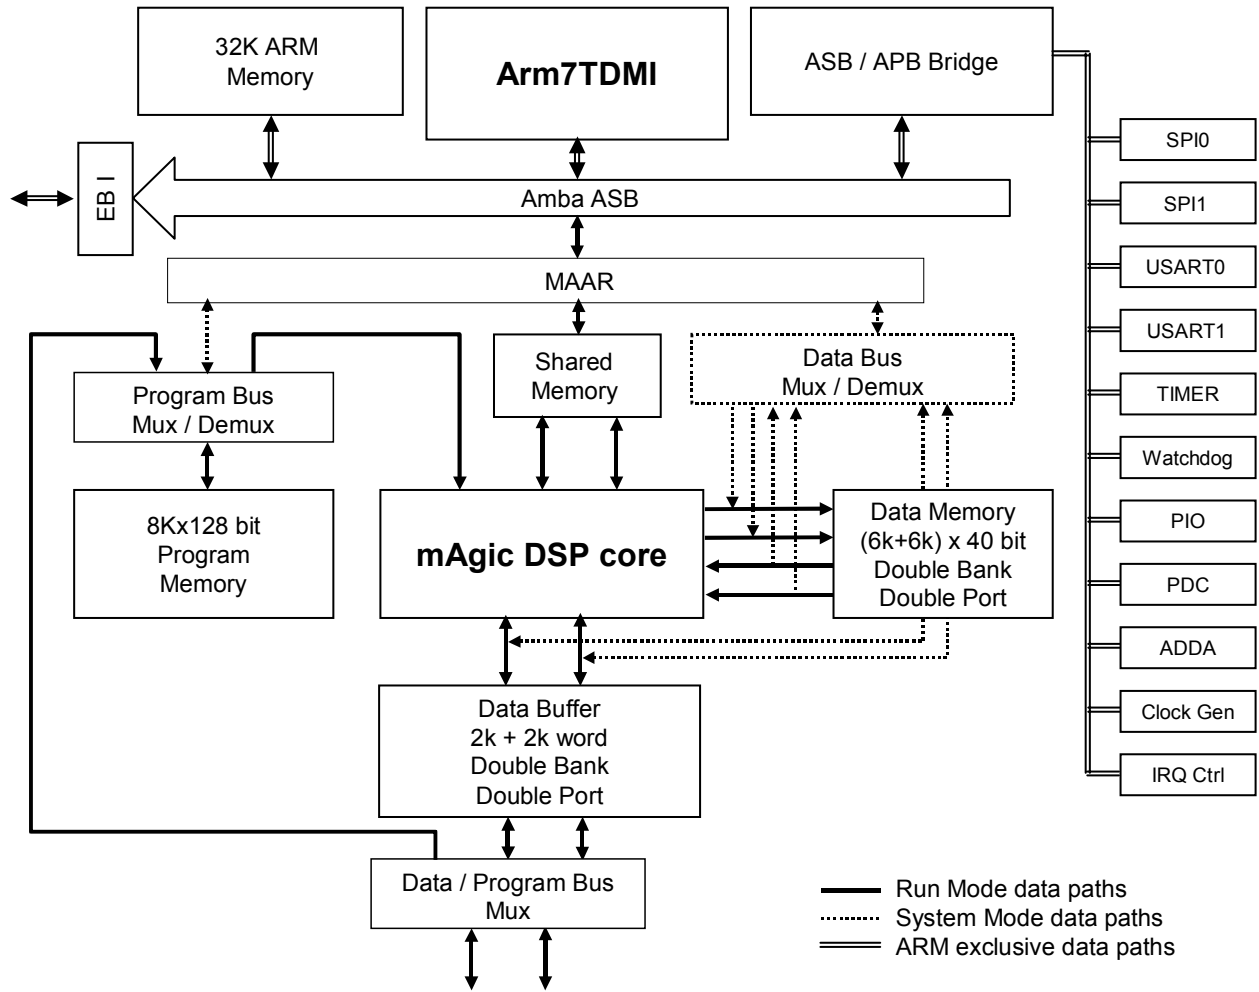 32K ARM
Memory
Arm7TDMI
ASB / APB Bridge
SPI0
SPI1
USART0
USART1
TIMER
Watchdog
PIO
PDC
ADDA
Clock Gen
IRQ Ctrl
EB I
Amba ASB
MAAR
Program Bus
Mux / Demux
Shared
Memory
Data Bus
Mux / Demux
8Kx128 bit
Program
Memory
mAgic DSP core
Data Memory
(6k+6k) x 40 bit
Double Bank
Double Port
Data Buffer
2k + 2k word
Double Bank
Double Port
Data / Program Bus
Mux
Run Mode data paths
System Mode data paths
ARM exclusive data paths